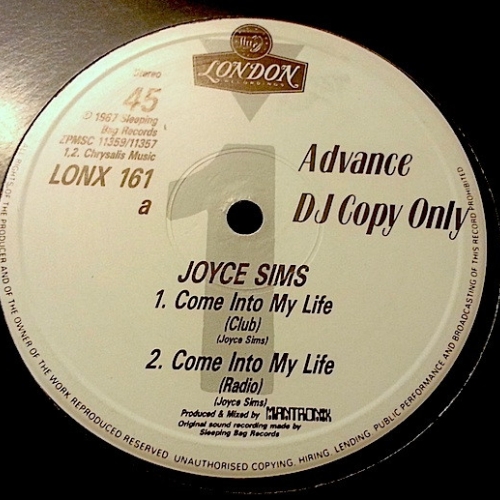 LONDON
RECORDINGS
Stereo
45
℗ 1987 Sleeping
Bag Records
ZPMSC 11359/11357
1,2. Chrysalis Music
LONX 161
a
Advance
DJ Copy Only
JOYCE SIMS
1. Come Into My Life
(Club)
(Joyce Sims)
2. Come Into My Life
(Radio)
(Joyce Sims)
Produced & Mixed by MANTRONIX
Original sound recording made by
Sleeping Bag Records
RIGHTS OF THE PRODUCER AND OF THE OWNER OF THE WORK REPRODUCED RESERVED. UNAUTHORISED COPYING, HIRING, LENDING, PUBLIC PERFORMANCE AND BROADCASTING OF THIS RECORD PROHIBITED